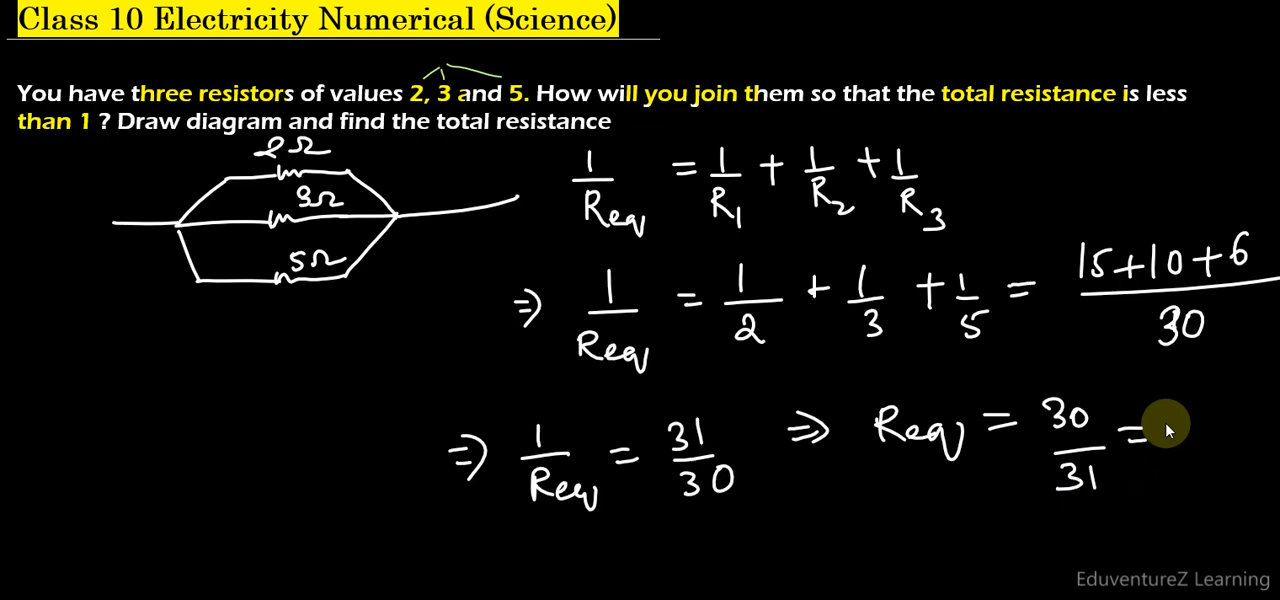 Class 10 Electricity Numerical (Science)
You have three resistors of values 2, 3 and 5. How will you join them so that the total resistance is less
than 1 ? Draw diagram and find the total resistance
2Ω
3Ω
5Ω
1/Req = 1/R1 + 1/R2 + 1/R3
⇒ 1/Req = 1/2 + 1/3 + 1/5 = 15+10+6/30
⇒ 1/Req = 31/30 ⇒ Req = 30/31 =
EduventureZ Learning